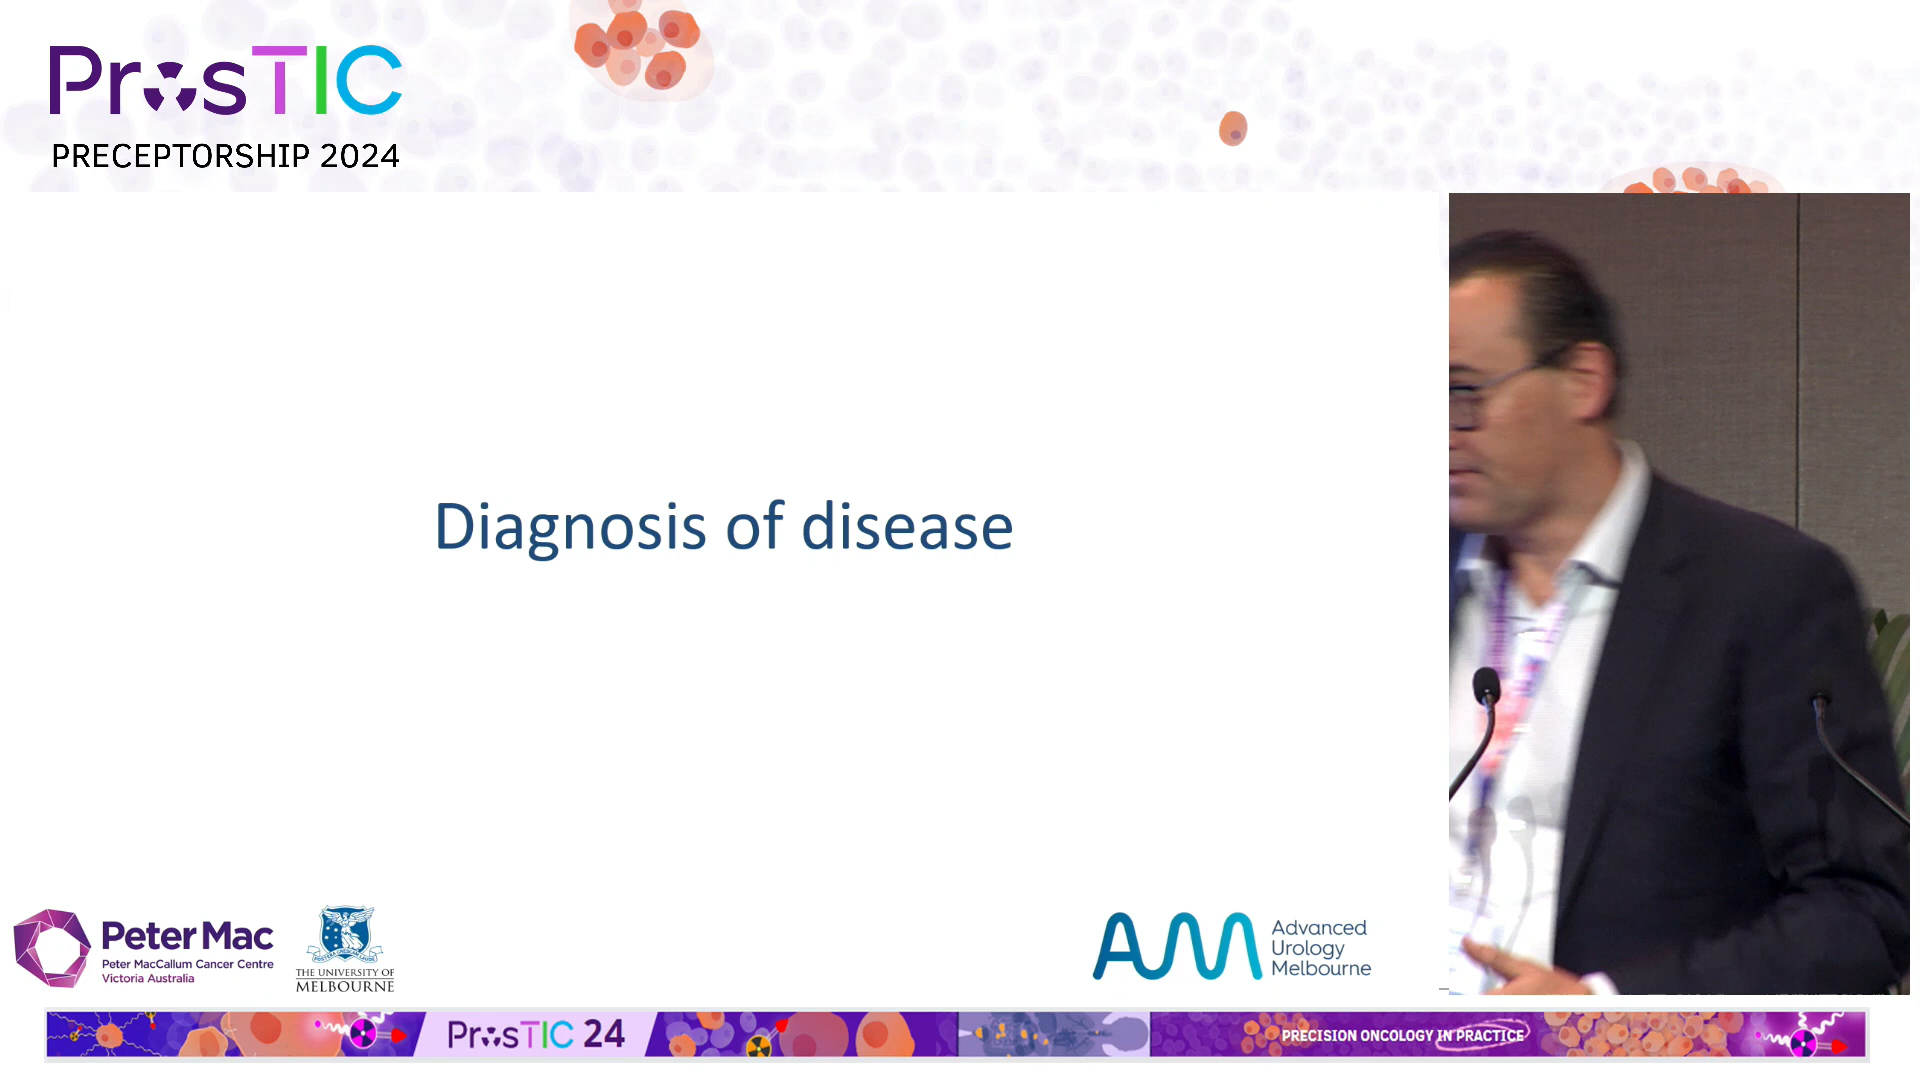 ProsTIC
PRECEPTORSHIP 2024
Diagnosis of disease
Peter Mac
Peter MacCallum Cancer Centre
Victoria Australia
THE UNIVERSITY OF
MELBOURNE
AM
Advanced
Urology
Melbourne
ProsTIC 24
PRECISION ONCOLOGY IN PRACTICE